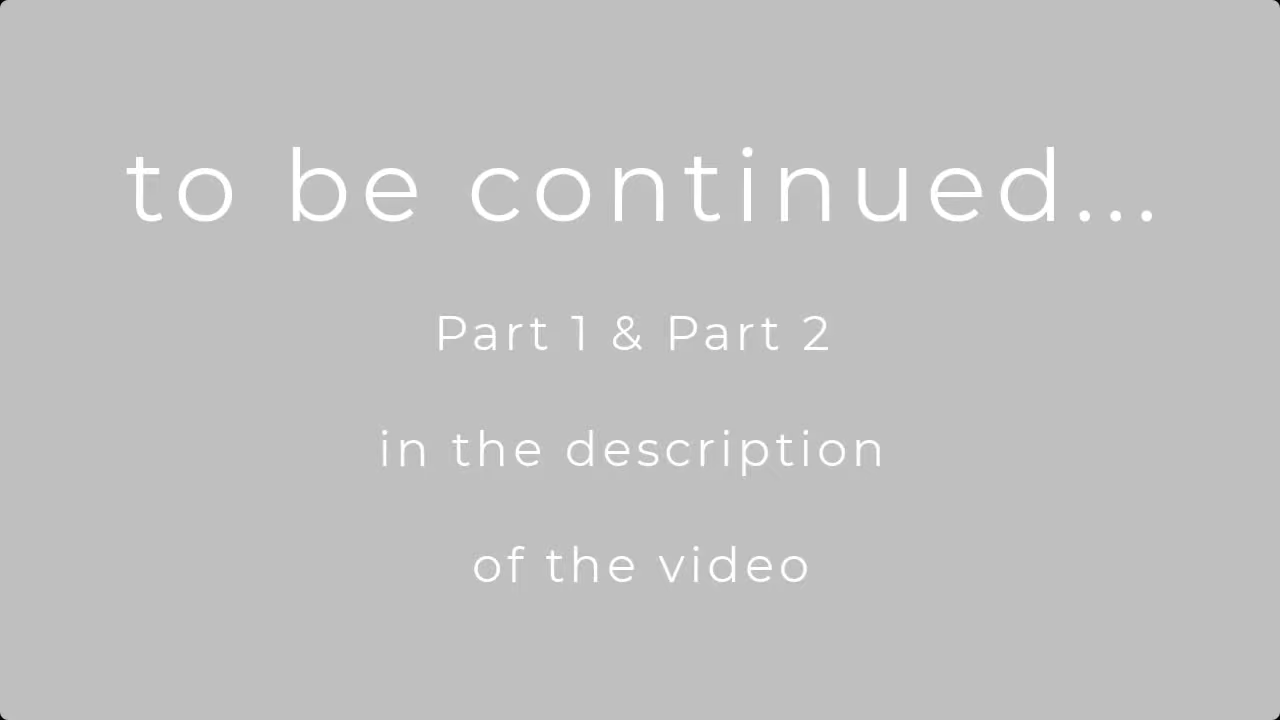 to be continued...
Part 1 & Part 2
in the description
of the video